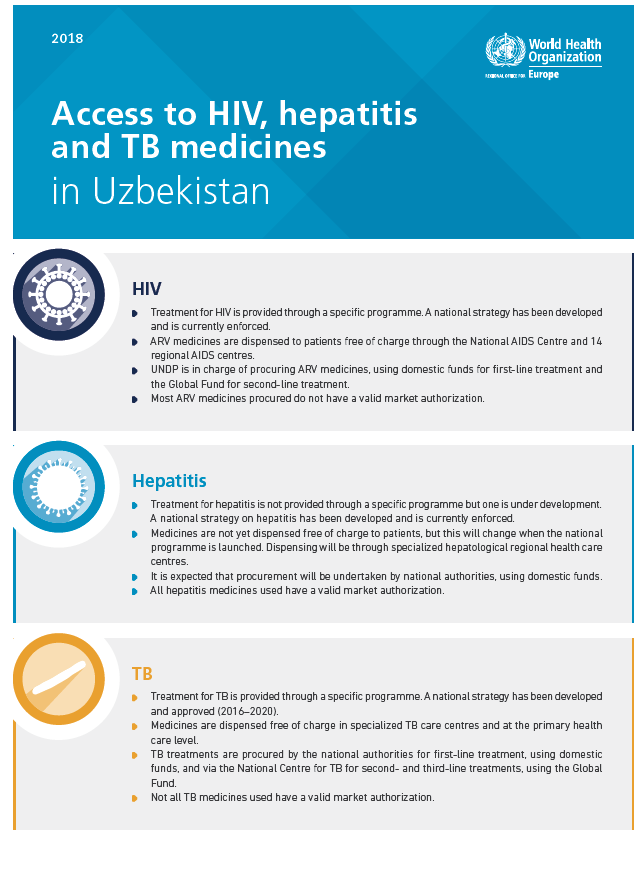 2018
World Health
Organization
REGIONAL OFFICE FOR Europe
Access to HIV, hepatitis
and TB medicines
in Uzbekistan
HIV
Treatment for HIV is provided through a specific programme. A national strategy has been developed
and is currently enforced.
ARV medicines are dispensed to patients free of charge through the National AIDS Centre and 14
regional AIDS centres.
UNDP is in charge of procuring ARV medicines, using domestic funds for first-line treatment and
the Global Fund for second-line treatment.
Most ARV medicines procured do not have a valid market authorization.
Hepatitis
Treatment for hepatitis is not provided through a specific programme but one is under development.
A national strategy on hepatitis has been developed and is currently enforced.
Medicines are not yet dispensed free of charge to patients, but this will change when the national
programme is launched. Dispensing will be through specialized hepatological regional health care
centres.
It is expected that procurement will be undertaken by national authorities, using domestic funds.
All hepatitis medicines used have a valid market authorization.
TB
Treatment for TB is provided through a specific programme. A national strategy has been developed
and approved (2016–2020).
Medicines are dispensed free of charge in specialized TB care centres and at the primary health
care level.
TB treatments are procured by the national authorities for first-line treatment, using domestic
funds, and via the National Centre for TB for second- and third-line treatments, using the Global
Fund.
Not all TB medicines used have a valid market authorization.